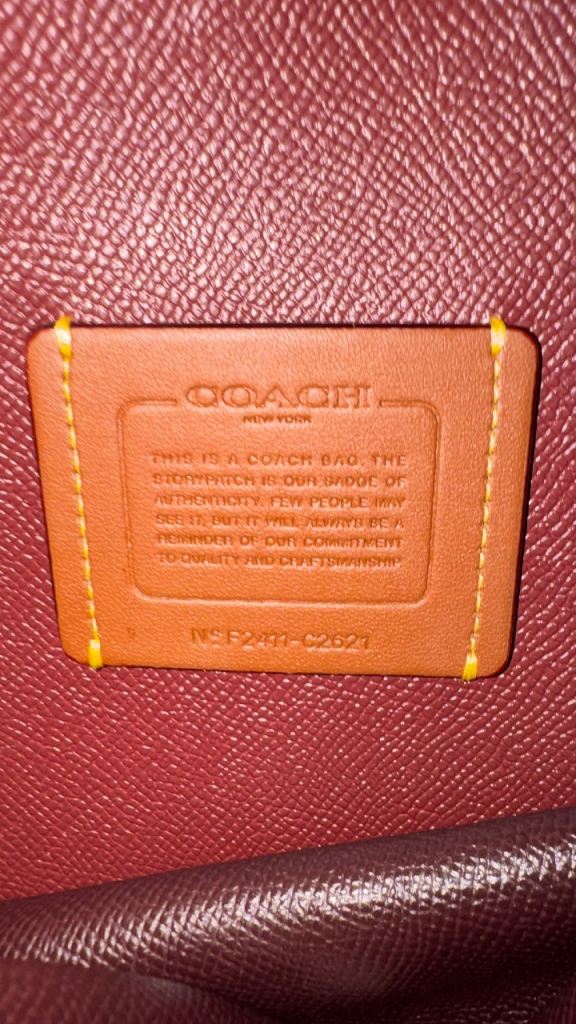 COACH
NEW YORK
THIS IS A COACH BAG. THE
STORYPATCH IS OUR BADGE OF
AUTHENTICITY. FEW PEOPLE MAY
SEE IT, BUT IT WILL ALWAYS BE A
REMINDER OF OUR COMMITMENT
TO QUALITY AND CRAFTSMANSHIP
Nº F2411-C2621